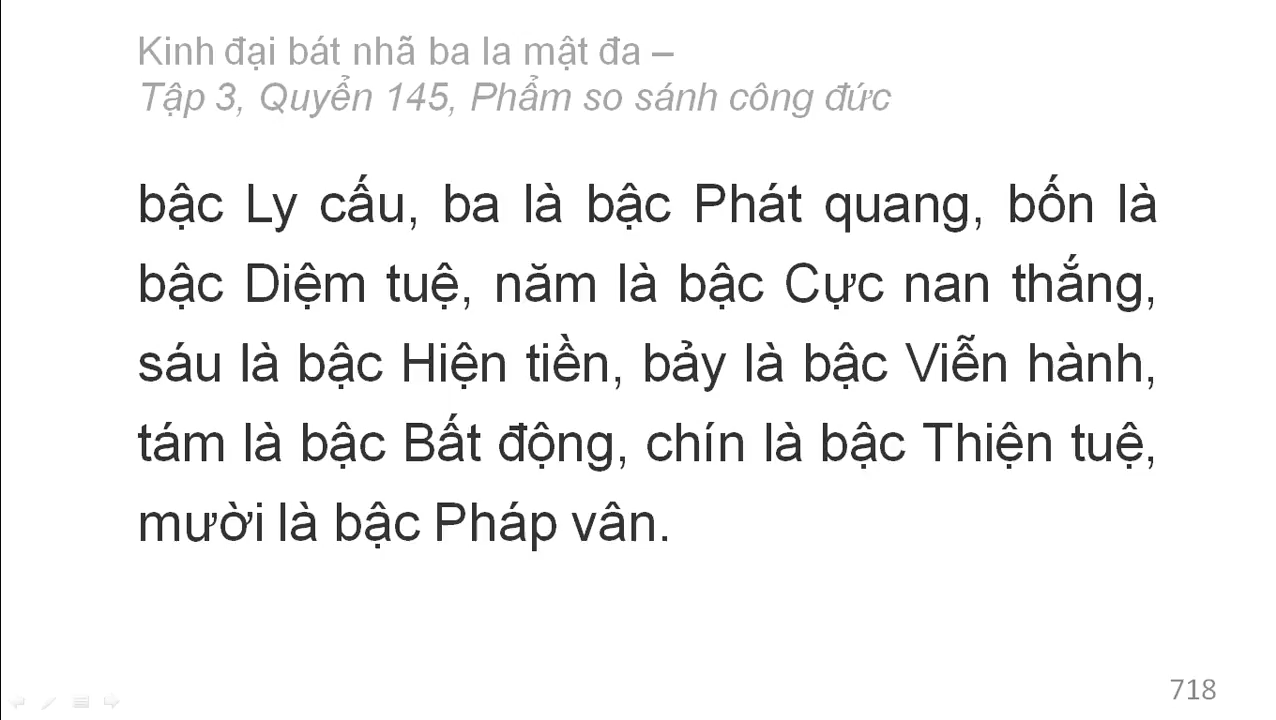 Kinh đại bát nhã ba la mật đa –
Tập 3, Quyển 145, Phẩm so sánh công đức
bậc Ly cấu, ba là bậc Phát quang, bốn là
bậc Diệm tuệ, năm là bậc Cực nan thắng,
sáu là bậc Hiện tiền, bảy là bậc Viễn hành,
tám là bậc Bất động, chín là bậc Thiện tuệ,
mười là bậc Pháp vân.
718